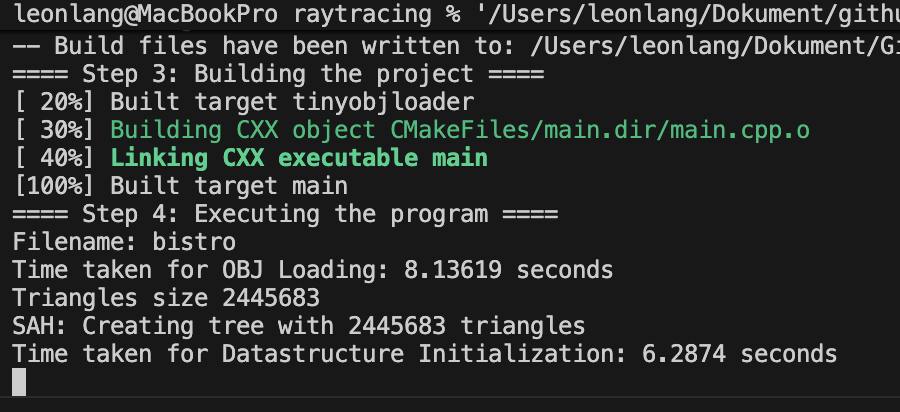 leonlang@MacBookPro raytracing % '/Users/leonlang/Dokument/githu
-- Build files have been written to: /Users/leonlang/Dokument/Gi
==== Step 3: Building the project ====
[ 20%] Built target tinyobjloader
[ 30%] Building CXX object CMakeFiles/main.dir/main.cpp.o
[ 40%] Linking CXX executable main
[100%] Built target main
==== Step 4: Executing the program ====
Filename: bistro
Time taken for OBJ Loading: 8.13619 seconds
Triangles size 2445683
SAH: Creating tree with 2445683 triangles
Time taken for Datastructure Initialization: 6.2874 seconds